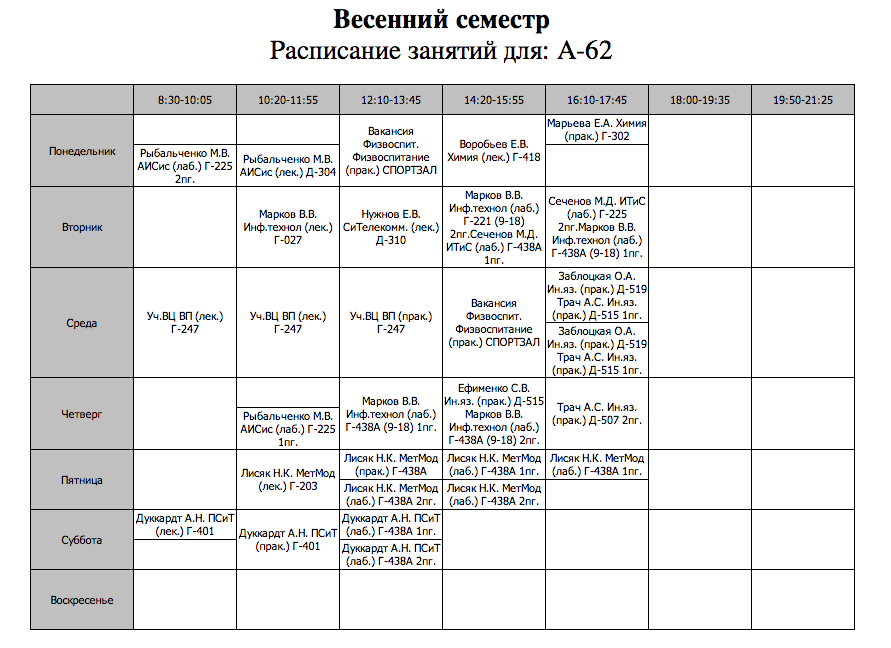 Весенний семестр
Расписание занятий для: А-62
8:30-10:05
10:20-11:55
12:10-13:45
14:20-15:55
16:10-17:45
18:00-19:35
19:50-21:25
Понедельник
Рыбальченко М.В.
АИСис (лаб.) Г-225
2пг.
Рыбальченко М.В.
АИСис (лек.) Д-304
Вакансия
Физвоспит.
Физвоспитание
(прак.) СПОРТЗАЛ
Воробьев Е.В.
Химия (лек.) Г-418
Марьева Е.А. Химия
(прак.) Г-302
Вторник
Марков В.В.
Инф.технол (лек.)
Г-027
Нужнов Е.В.
СиТелекомм. (лек.)
Д-310
Марков В.В.
Инф.технол (лаб.)
Г-221 (9-18)
2пг.Сеченов М.Д.
ИТиС (лаб.) Г-438А
1пг.
Сеченов М.Д. ИТиС
(лаб.) Г-225
2пг.Марков В.В.
Инф.технол (лаб.)
Г-438А (9-18) 1пг.
Среда
Уч.ВЦ ВП (лек.)
Г-247
Уч.ВЦ ВП (лек.)
Г-247
Уч.ВЦ ВП (прак.)
Г-247
Вакансия
Физвоспит.
Физвоспитание
(прак.) СПОРТЗАЛ
Заблоцкая О.А.
Ин.яз. (прак.) Д-519
Трач А.С. Ин.яз.
(прак.) Д-515 1пг.
Заблоцкая О.А.
Ин.яз. (прак.) Д-519
Трач А.С. Ин.яз.
(прак.) Д-515 1пг.
Четверг
Рыбальченко М.В.
АИСис (лаб.) Г-225
1пг.
Марков В.В.
Инф.технол (лаб.)
Г-438А (9-18) 1пг.
Ефименко С.В.
Ин.яз. (прак.) Д-515
Марков В.В.
Инф.технол (лаб.)
Г-438А (9-18) 2пг.
Трач А.С. Ин.яз.
(прак.) Д-507 2пг.
Пятница
Лисяк Н.К. МетМод
(лек.) Г-203
Лисяк Н.К. МетМод
(прак.) Г-438А
Лисяк Н.К. МетМод
(лаб.) Г-438А 2пг.
Лисяк Н.К. МетМод
(лаб.) Г-438А 1пг.
Лисяк Н.К. МетМод
(лаб.) Г-438А 2пг.
Лисяк Н.К. МетМод
(лаб.) Г-438А 1пг.
Суббота
Дуккардт А.Н. ПСиТ
(лек.) Г-401
Дуккардт А.Н. ПСиТ
(прак.) Г-401
Дуккардт А.Н. ПСиТ
(лаб.) Г-438А 1пг.
Дуккардт А.Н. ПСиТ
(лаб.) Г-438А 2пг.
Воскресенье